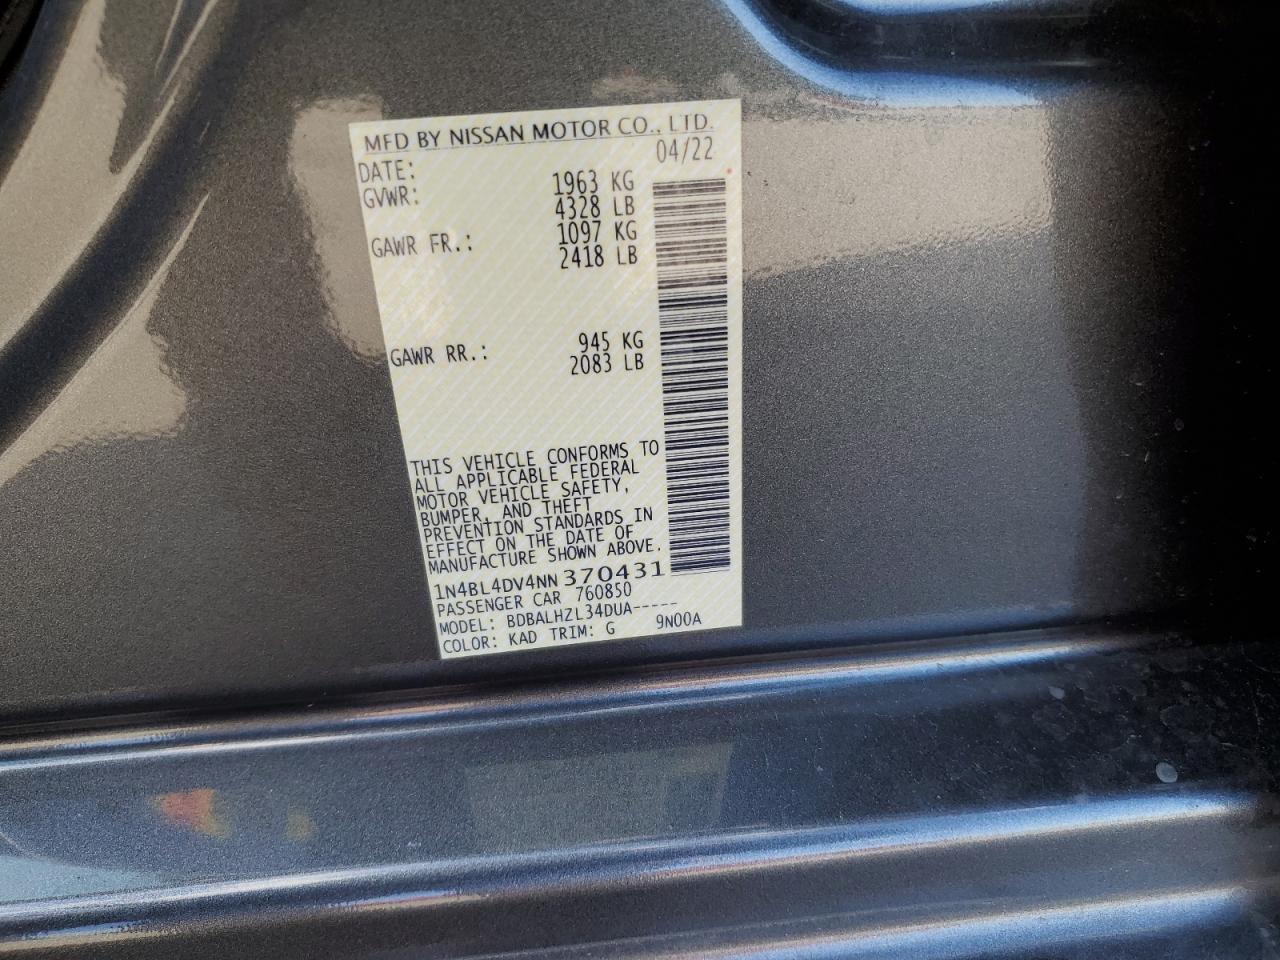 MFD BY NISSAN MOTOR CO., LTD.
DATE: 04/22
GVWR: 1963 KG
4328 LB
GAWR FR.: 1097 KG
2418 LB
GAWR RR.: 945 KG
2083 LB
THIS VEHICLE CONFORMS TO
ALL APPLICABLE FEDERAL
MOTOR VEHICLE SAFETY,
BUMPER, AND THEFT
PREVENTION STANDARDS IN
EFFECT ON THE DATE OF
MANUFACTURE SHOWN ABOVE.
1N4BL4DV4NN370431
PASSENGER CAR 760850
MODEL: BDBALHZL34DUA-----
COLOR: KAD TRIM: G 9N00A